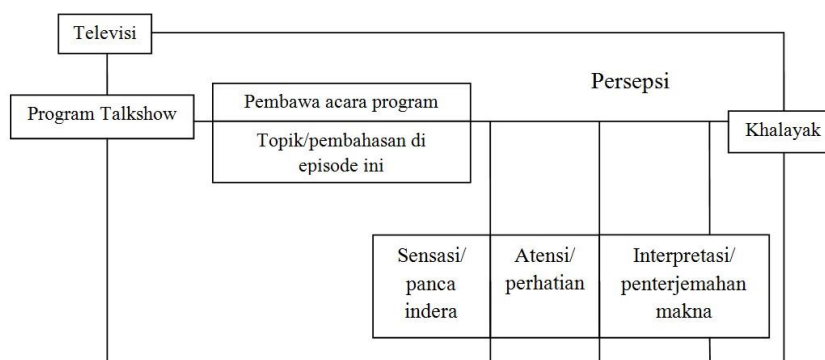 Televisi
Persepsi
Program Talkshow
Pembawa acara program
Khalayak
Topik/pembahasan di
episode ini
Sensasi/
panca
indera
Atensi/
perhatian
Interpretasi/
penterjemahan
makna